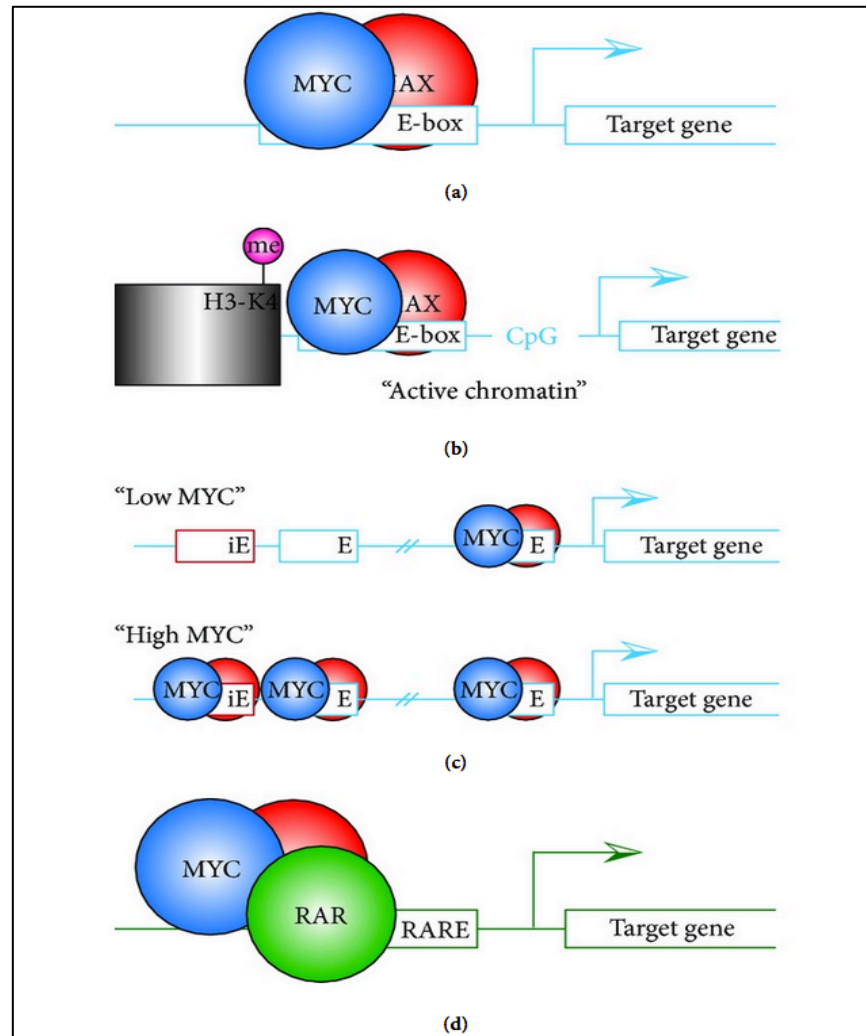 MYC AX
E-box Target gene
(a)
me
H3-K4 MYC AX
E-box CpG Target gene
“Active chromatin”
(b)
“Low MYC”
iE E MYC E Target gene
“High MYC”
MYC iE MYC E MYC E Target gene
(c)
MYC
RAR RARE Target gene
(d)